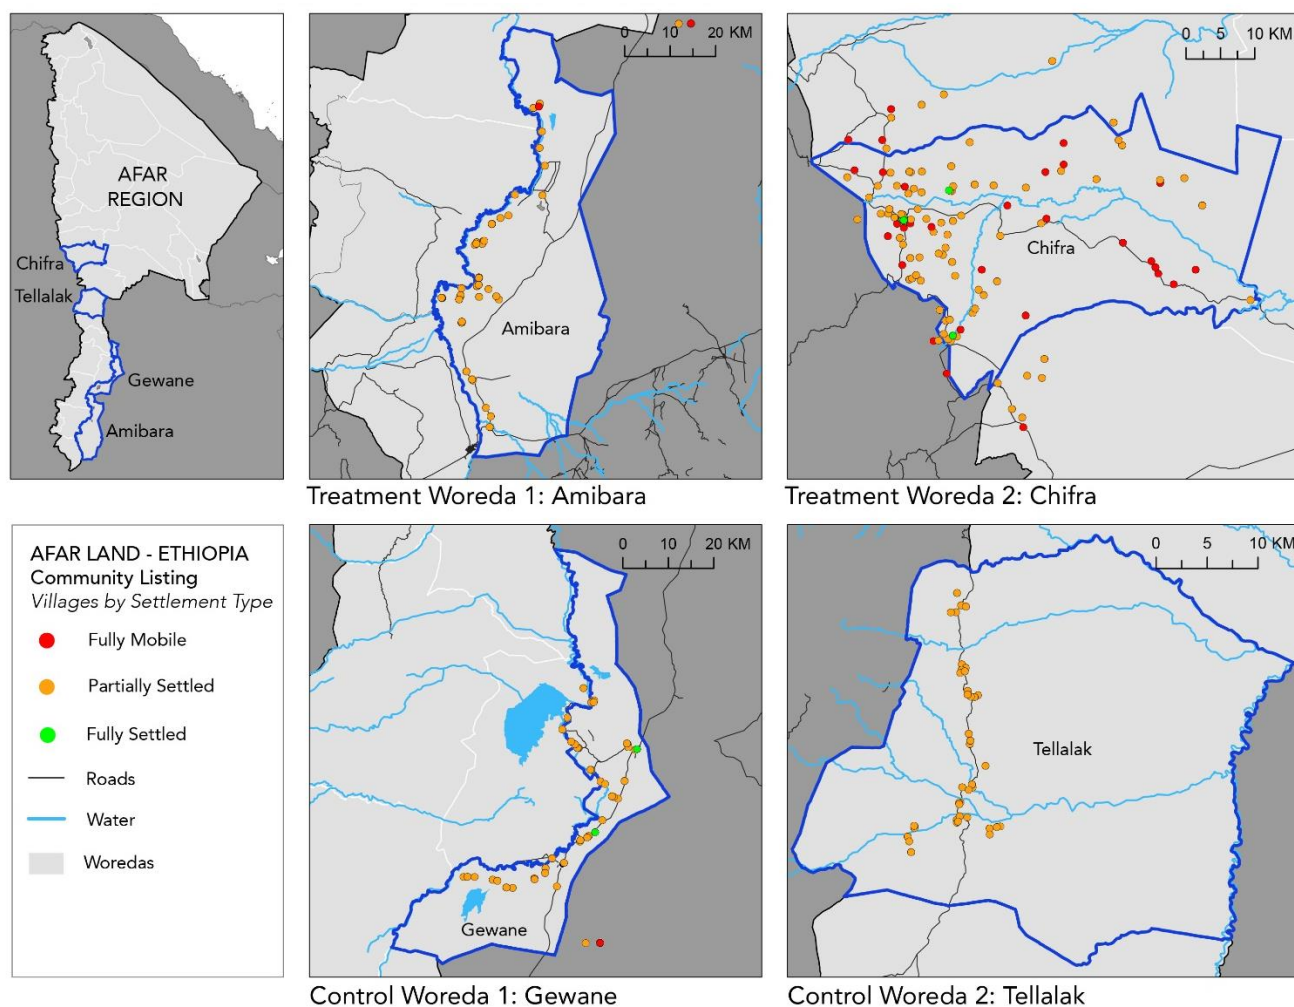 AFAR
REGION
Chifra
Tellalak
Gewane
Amibara
0 10 20 KM
Amibara
Treatment Woreda 1: Amibara
0 5 10 KM
Chifra
Treatment Woreda 2: Chifra
AFAR LAND - ETHIOPIA
Community Listing
Villages by Settlement Type
Fully Mobile
Partially Settled
Fully Settled
Roads
Water
Woredas
0 10 20 KM
Gewane
Control Woreda 1: Gewane
0 5 10 KM
Tellalak
Control Woreda 2: Tellalak